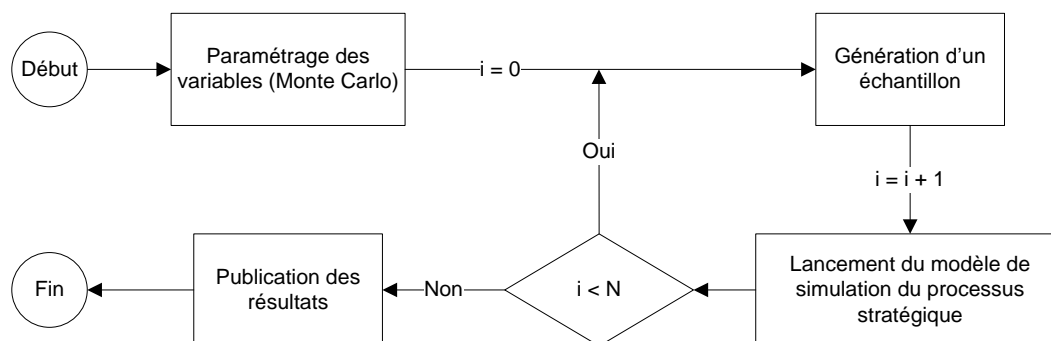 Début
Paramétrage des
variables (Monte Carlo)
i = 0
Génération d’un
échantillon
Oui
i = i + 1
Fin
Publication des
résultats
Non
i < N
Lancement du modèle de
simulation du processus
stratégique